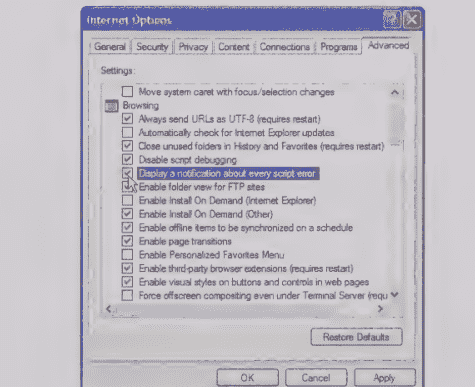 Internet Options
General Security Privacy Content Connections Programs Advanced
Settings:
Move system caret with focus/selection changes
Browsing
Always send URLs as UTF-8 (requires restart)
Automatically check for Internet Explorer updates
Close unused folders in History and Favorites (requires restart)
Disable script debugging
Display a notification about every script error
Enable folder view for FTP sites
Enable Install On Demand (Internet Explorer)
Enable Install On Demand (Other)
Enable offline items to be synchronized on a schedule
Enable page transitions
Enable Personalized Favorites Menu
Enable third-party browser extensions (requires restart)
Enable visual styles on buttons and controls in web pages
Force offscreen compositing even under Terminal Server (requ
Restore Defaults
OK Cancel Apply